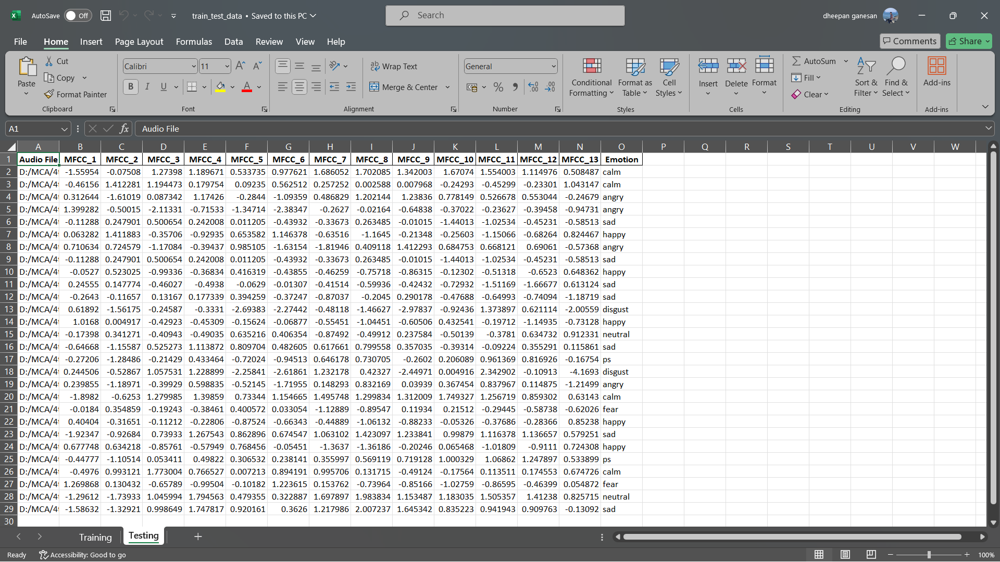 AutoSave Off train_test_data • Saved to this PC Search dheepan ganesan
File Home Insert Page Layout Formulas Data Review View Help Comments Share
Paste Cut Copy Format Painter Clipboard
Calibri 11 B I U A Font
Wrap Text Merge & Center Alignment
General % Number
Conditional Formatting Format as Table Cell Styles Styles
Insert Delete Format Cells
AutoSum Fill Clear Sort & Filter Find & Select Editing
Add-ins Add-ins
A1 fx Audio File
A B C D E F G H I J K L M N O P Q R S T U V W
1 Audio File MFCC_1 MFCC_2 MFCC_3 MFCC_4 MFCC_5 MFCC_6 MFCC_7 MFCC_8 MFCC_9 MFCC_10 MFCC_11 MFCC_12 MFCC_13 Emotion
2 D:/MCA/4 -1.55954 -0.07508 1.27398 1.189671 0.533735 0.977621 1.686052 1.702085 1.342003 1.67074 1.554003 1.114976 0.508487 calm
3 D:/MCA/4 -0.46156 1.412281 1.194473 0.179754 0.09235 0.562512 0.257252 0.002588 0.007968 -0.24293 -0.45299 -0.23301 1.043147 calm
4 D:/MCA/4 0.312644 -1.61019 0.087342 1.17426 -0.2844 -1.09359 0.486829 1.202144 1.23836 0.778149 0.526678 0.553044 -0.24679 angry
5 D:/MCA/4 1.399282 -0.50015 -2.11331 -0.71533 -1.34714 -2.38347 -0.2627 -0.02164 -0.64838 -0.37022 -0.23627 -0.39458 -0.94731 angry
6 D:/MCA/4 -0.11288 0.247901 0.500654 0.242008 0.011205 -0.43932 -0.33673 0.263485 -0.01015 -1.44013 -1.02534 -0.45231 -0.58513 sad
7 D:/MCA/4 0.063282 1.411883 -0.35706 -0.92935 0.653582 1.146378 -0.63516 -1.1645 -0.21348 -0.25603 -1.15066 -0.68264 0.824467 happy
8 D:/MCA/4 0.710634 0.724579 -1.17084 -0.39437 0.985105 -1.63154 -1.81946 0.409118 1.412293 0.684753 0.668121 0.69061 -0.57368 angry
9 D:/MCA/4 -0.11288 0.247901 0.500654 0.242008 0.011205 -0.43932 -0.33673 0.263485 -0.01015 -1.44013 -1.02534 -0.45231 -0.58513 sad
10 D:/MCA/4 -0.0527 0.523025 -0.99336 -0.36834 0.416319 -0.43855 -0.46259 -0.75718 -0.86315 -0.12302 -0.51318 -0.6523 0.648362 happy
11 D:/MCA/4 0.24555 0.147774 -0.46027 -0.4938 -0.0629 -0.01307 -0.41514 -0.59936 -0.42432 -0.72932 -1.51169 -1.66677 0.613124 sad
12 D:/MCA/4 -0.2643 -0.11657 0.13167 0.177339 0.394259 -0.37247 -0.87037 -0.2045 0.290178 -0.47688 -0.64993 -0.74094 -1.18719 sad
13 D:/MCA/4 0.61892 -1.56175 -0.24587 -0.3331 -2.69383 -2.27442 -0.48118 -1.46627 -2.97837 -0.92436 1.373897 0.621114 -2.00559 disgust
14 D:/MCA/4 1.0168 0.004917 -0.42923 -0.45309 -0.15624 -0.06877 -0.55451 -1.04451 -0.60506 0.432541 -0.19712 -1.14935 -0.73128 happy
15 D:/MCA/4 -0.17398 0.341271 -0.40943 -0.49035 0.635216 0.406354 -0.87492 -0.49912 0.237584 -0.50139 -0.3781 0.634732 0.912331 neutral
16 D:/MCA/4 -0.64668 -1.15587 0.525273 1.113872 0.809704 0.482605 0.617661 0.799558 0.357035 -0.39314 -0.09224 0.355291 0.115861 sad
17 D:/MCA/4 -0.27206 -1.28486 -0.21429 0.433464 -0.72024 -0.94513 0.646178 0.730705 -0.2602 0.206089 0.961369 0.816926 -0.16754 ps
18 D:/MCA/4 0.244506 -0.52867 1.057531 1.228899 -2.25841 -2.61861 1.232178 0.42327 -2.44971 0.004916 2.342902 -0.10913 -4.1693 disgust
19 D:/MCA/4 0.239855 -1.18971 -0.39929 0.598835 -0.52145 -1.71955 0.148293 0.832169 0.03939 0.367454 0.837967 0.114875 -1.21499 angry
20 D:/MCA/4 -1.8982 -0.6253 1.279985 1.39859 0.73344 1.154665 1.495748 1.299834 1.312009 1.749327 1.256719 0.859302 0.63143 calm
21 D:/MCA/4 -0.0184 0.354859 -0.19243 -0.38461 0.400572 0.033054 -1.12889 -0.89547 0.11934 0.21512 -0.29445 -0.58738 -0.62026 fear
22 D:/MCA/4 0.40404 -0.31651 -0.11212 -0.22806 -0.87524 -0.66343 -0.44889 -1.06132 -0.88233 -0.05326 -0.37686 -0.28366 0.85238 happy
23 D:/MCA/4 -1.92347 -0.92684 0.73933 1.267543 0.862896 0.674547 1.063102 1.423097 1.233841 0.99879 1.116378 1.136657 0.579251 sad
24 D:/MCA/4 0.677748 0.634218 -0.85761 -0.57949 0.768456 -0.05451 -1.3637 -1.36186 -0.20246 0.065468 -1.01809 -0.9111 0.724308 happy
25 D:/MCA/4 -0.44777 -1.10514 0.053411 0.49822 0.306532 0.238141 0.355997 0.569119 0.719128 1.000329 1.06862 1.247897 0.533899 ps
26 D:/MCA/4 -0.4976 0.993121 1.773004 0.766527 0.007213 0.894191 0.995706 0.131715 -0.49124 -0.17564 0.113511 0.174553 0.674726 calm
27 D:/MCA/4 1.269868 0.130432 -0.65789 -0.99504 -0.10182 1.223615 0.153762 -0.73964 -0.85166 -1.02759 -0.86595 -0.46399 0.054872 fear
28 D:/MCA/4 -1.29612 -1.73933 1.045994 1.794563 0.479355 0.322887 1.697897 1.983834 1.153487 1.183035 1.505357 1.41238 0.825715 neutral
29 D:/MCA/4 -1.58632 -1.32921 0.998649 1.747817 0.920161 0.3626 1.217986 2.007237 1.645342 0.835223 0.941943 0.909763 -0.13092 sad
30
Training Testing
Ready Accessibility: Good to go 100%